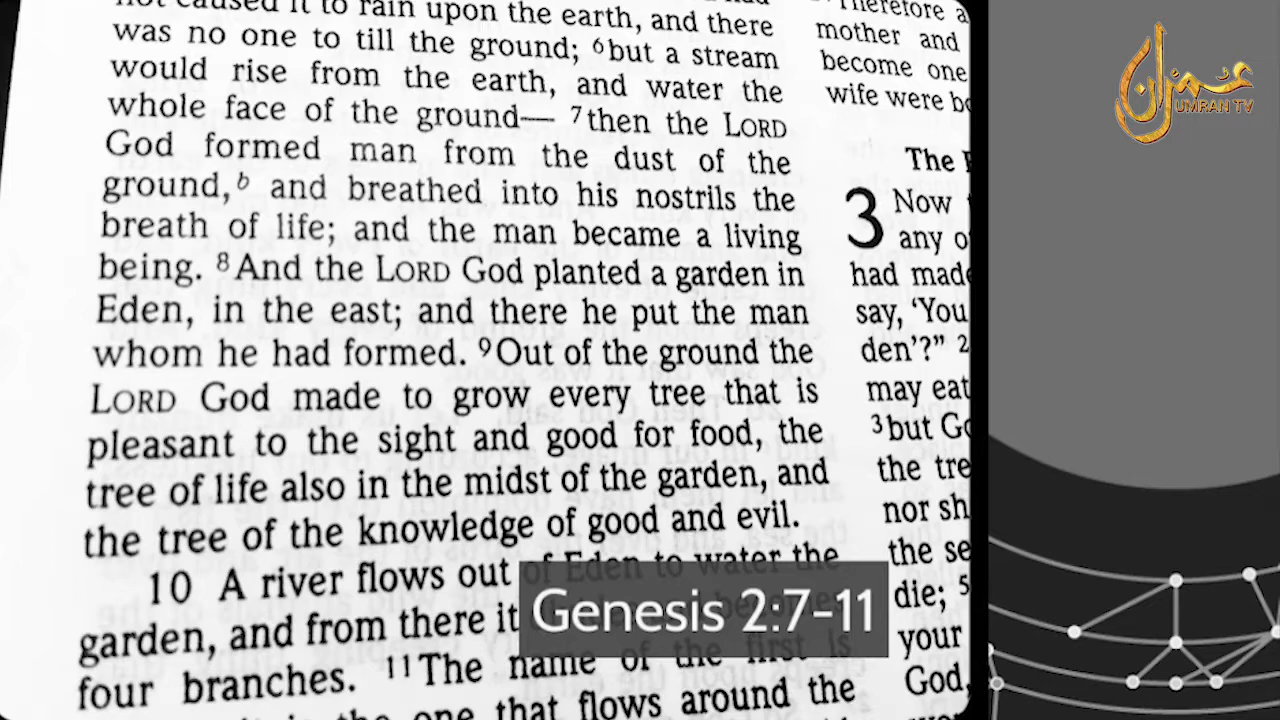 not caused it to rain upon the earth, and there
was no one to till the ground; 6 but a stream
would rise from the earth, and water the
whole face of the ground— 7 then the LORD
God formed man from the dust of the
ground, b and breathed into his nostrils the
breath of life; and the man became a living
being. 8 And the LORD God planted a garden in
Eden, in the east; and there he put the man
whom he had formed. 9 Out of the ground the
LORD God made to grow every tree that is
pleasant to the sight and good for food, the
tree of life also in the midst of the garden, and
the tree of the knowledge of good and evil.
10 A river flows out of Eden to water the
garden, and from there it
four branches. 11 The name of the first is
the one that flows around the
Therefore a
mother and
become one
wife were
The
3 Now
any
had made
say, ‘You
den’?” 2
may eat
3 but
the tre
nor sh
the se
die; 5
your
God,
عمران
UMRAN TV
Genesis 2:7-11